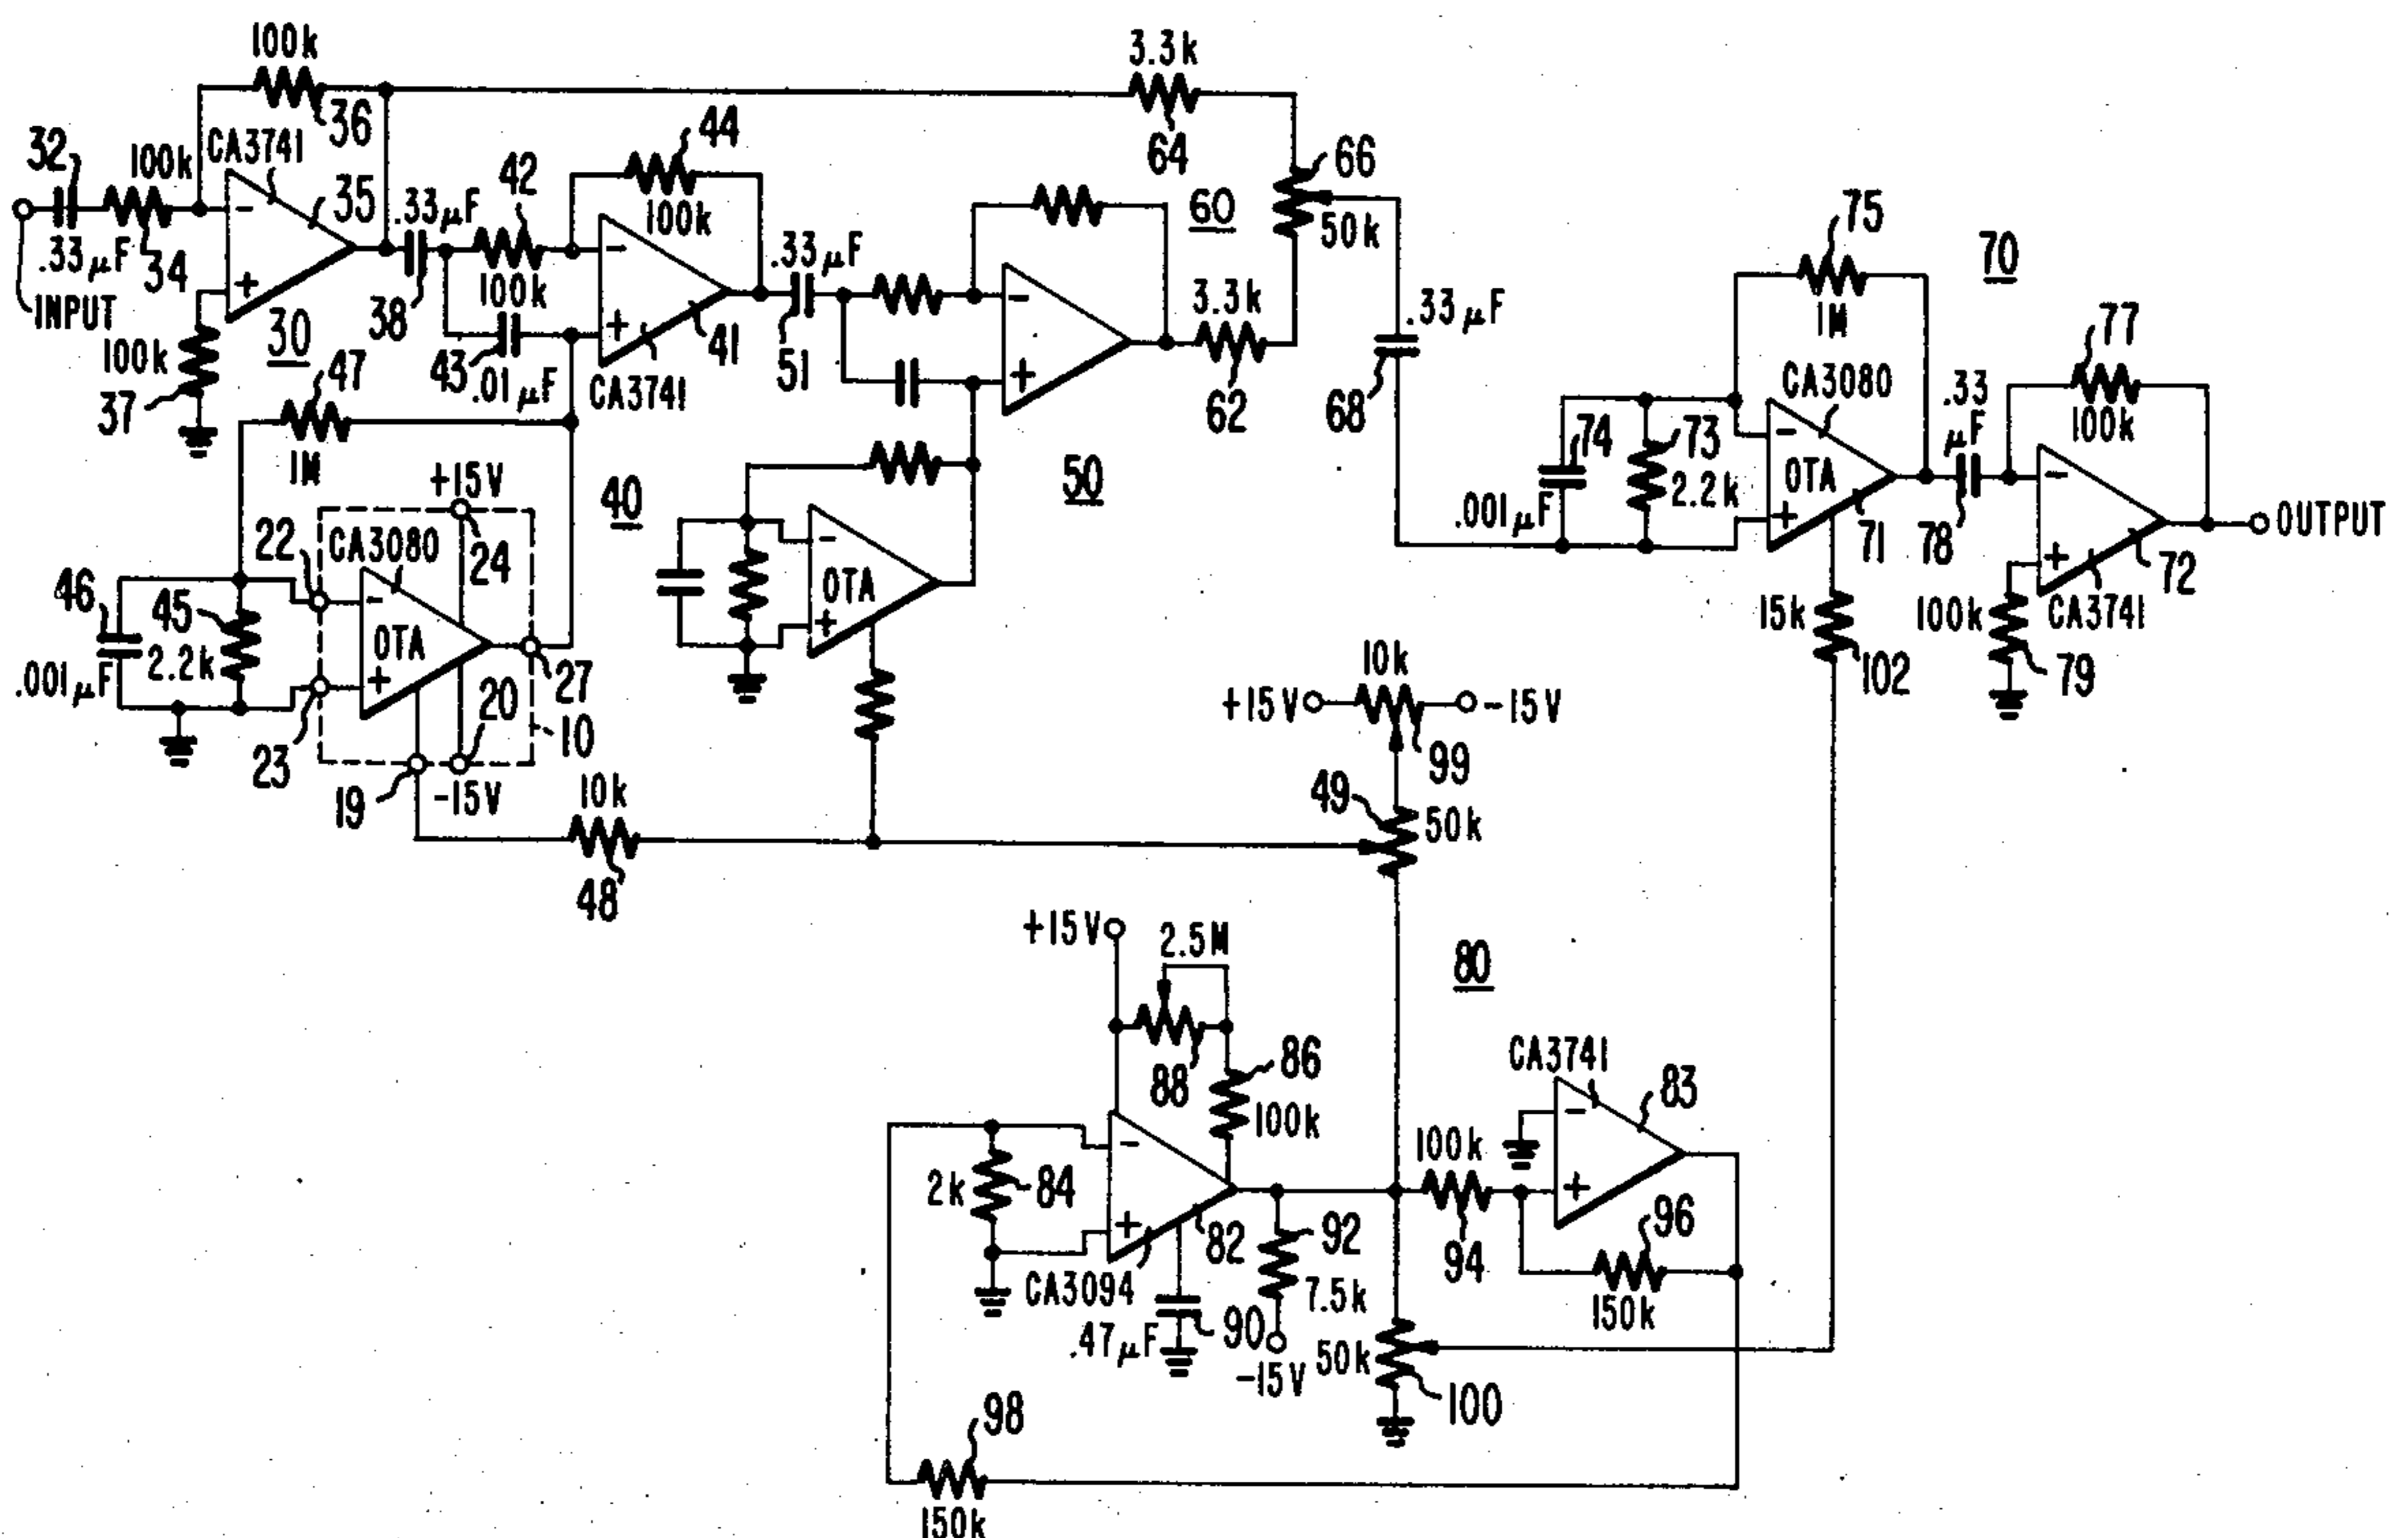 100k
3.3k
36
64
32
100k
CA3741
44
66
42
35
.33μF
100k
60
50k
75
70
.33μF
34
INPUT
100k
37
30
38
100k
43
.01μF
.33μF
51
41
CA3741
3.3k
62
.33μF
68
1M
77
CA3080
.33
μF
100k
47
1M
+15V
40
50
74
73
2.2k
OTA
.001μF
71
78
OUTPUT
22
CA3080
24
46
45
2.2k
.001μF
OTA
27
20
10
23
19
-15V
OTA
15k
102
100k
CA3741
72
79
10k
+15V
-15V
99
49
50k
10k
48
+15V
2.5M
80
88
86
100k
CA3741
83
2k
84
82
CA3094
.47μF
90
92
7.5k
-15V
100k
94
96
150k
50k
100
98
150k
-
+
-
+
-
+
-
+
-
+
-
+
-
+
-
+
-
+